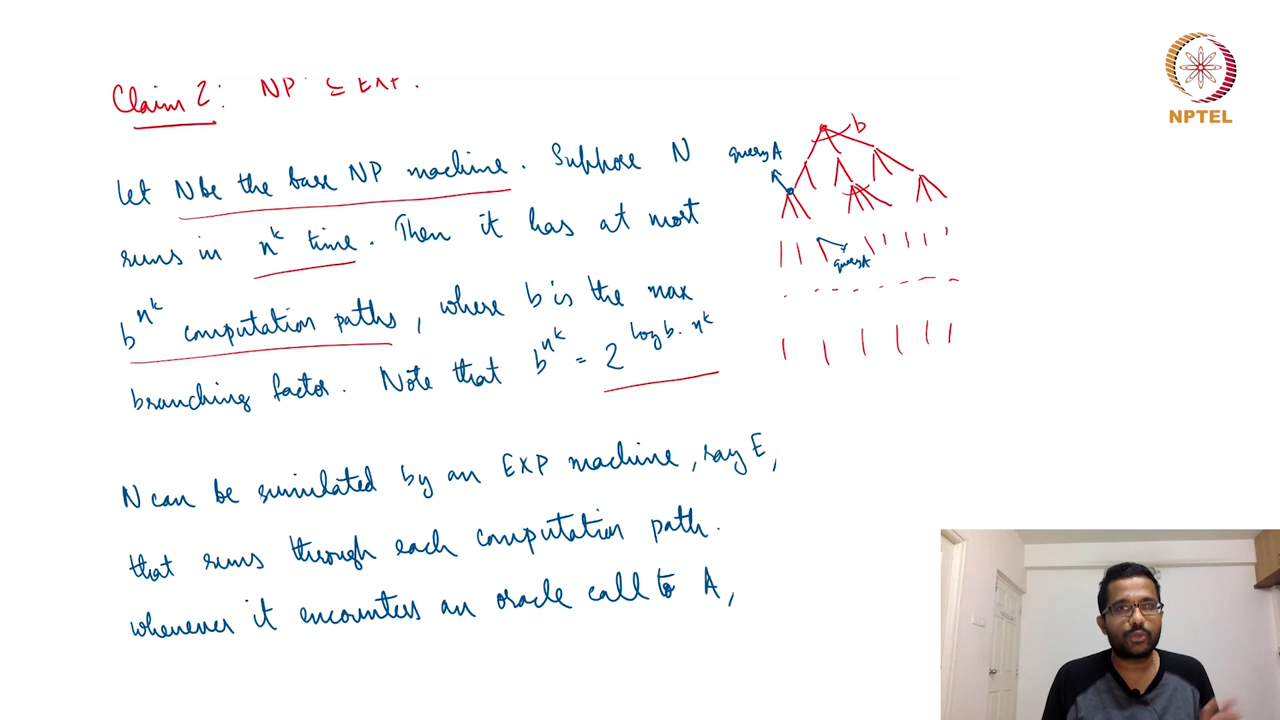 Claim 2: NP ⊆ EXP.
Let N be the base NP machine. Suppose N
runs in n^k time. Then it has at most
b^{n^k} computation paths, where b is the max
branching factor. Note that b^{n^k} = 2^{log b · n^k}
N can be simulated by an EXP machine, say E,
that runs through each computation path.
whenever it encounters an oracle call to A,
b
query A
query A
NPTEL